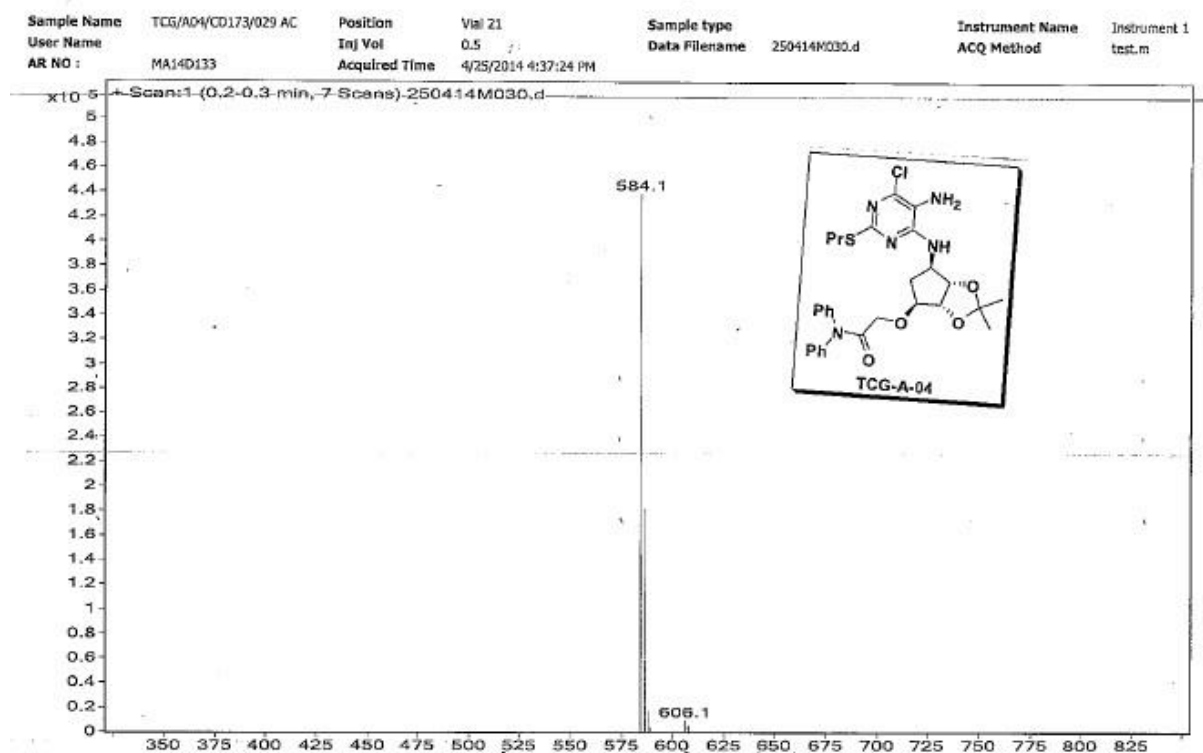 Sample Name TCG/A04/CD173/029 AC Position Vial 21 Sample type Instrument Name Instrument 1
User Name Inj Vol 0.5 Data Filename 250414M030.d ACQ Method test.m
AR NO : MA14D133 Acquired Time 4/25/2014 4:37:24 PM
x10 5 + Scan:1 (0.2-0.3 min, 7 Scans) 250414M030.d
5
4.8
4.6
4.4
4.2
4
3.8
3.6
3.4
3.2
3
2.8
2.6
2.4
2.2
2
1.8
1.6
1.4
1.2
1
0.8
0.6
0.4
0.2
0
584.1
606.1
Cl
N
NH2
PrS
N
NH
O
O
Ph
N
O
Ph
O
TCG-A-04
350 375 400 425 450 475 500 525 550 575 600 625 650 675 700 725 750 775 800 825